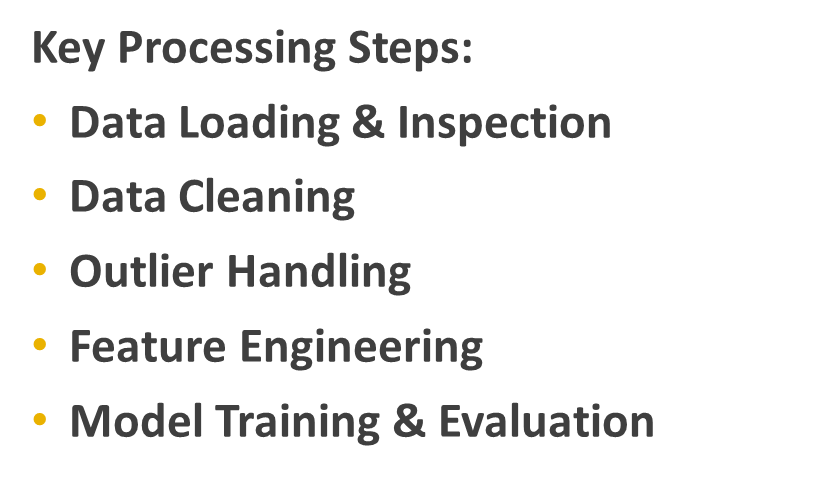 Key Processing Steps:
• Data Loading & Inspection
• Data Cleaning
• Outlier Handling
• Feature Engineering
• Model Training & Evaluation